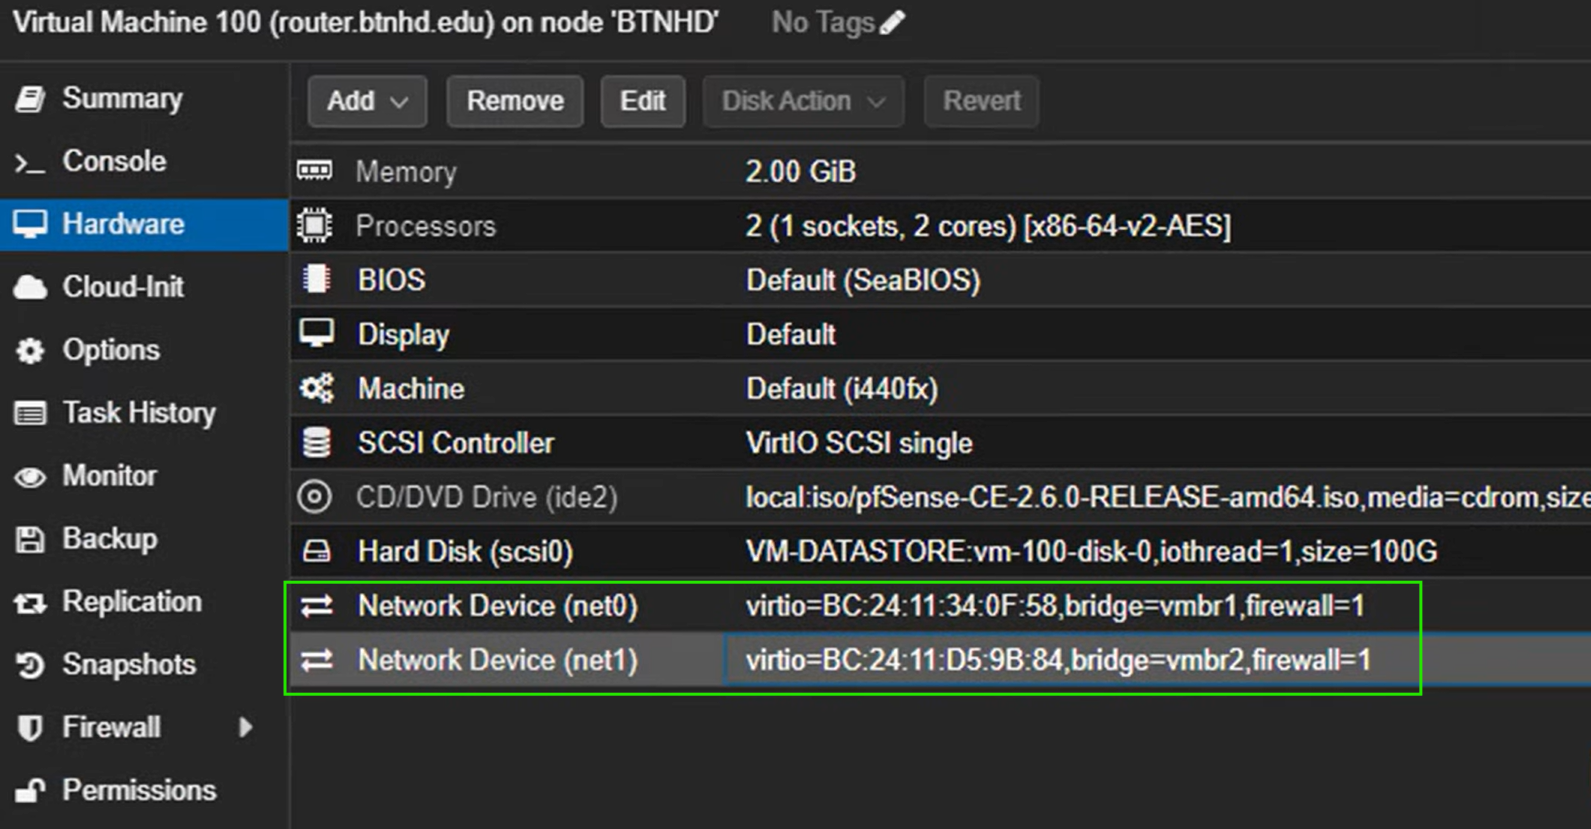 Virtual Machine 100 (router.btnhd.edu) on node 'BTNHD' No Tags
Summary
Console
Hardware
Cloud-Init
Options
Task History
Monitor
Backup
Replication
Snapshots
Firewall
Permissions
Add Remove Edit Disk Action Revert
Memory 2.00 GiB
Processors 2 (1 sockets, 2 cores) [x86-64-v2-AES]
BIOS Default (SeaBIOS)
Display Default
Machine Default (i440fx)
SCSI Controller VirtIO SCSI single
CD/DVD Drive (ide2) local:iso/pfSense-CE-2.6.0-RELEASE-amd64.iso,media=cdrom,size
Hard Disk (scsi0) VM-DATASTORE:vm-100-disk-0,iothread=1,size=100G
Network Device (net0) virtio=BC:24:11:34:0F:58,bridge=vmbr1,firewall=1
Network Device (net1) virtio=BC:24:11:D5:9B:84,bridge=vmbr2,firewall=1